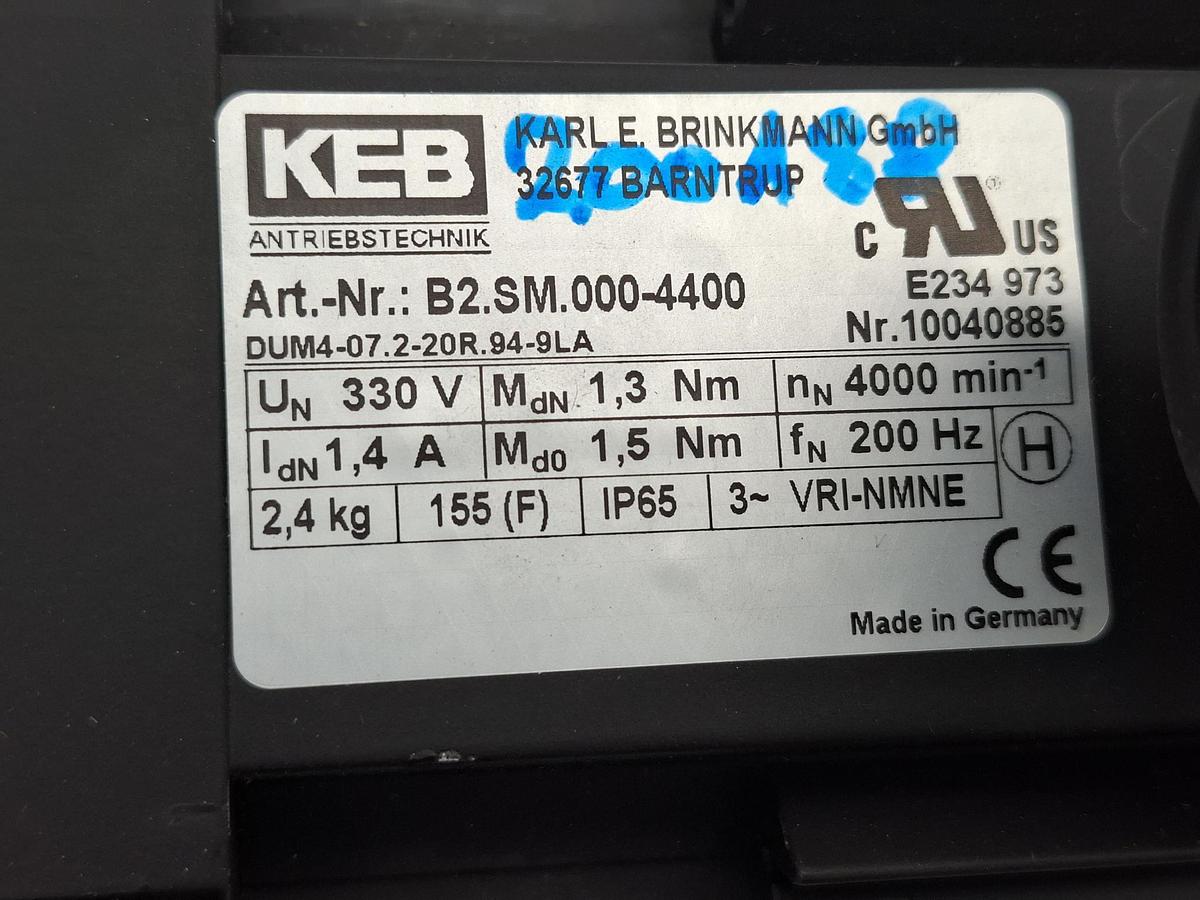 KEB
ANTRIEBSTECHNIK
KARL E. BRINKMANN GmbH
32677 BARNTRUP
C RU ® US
E234 973
Art.-Nr.: B2.SM.000-4400
Nr.10040885
DUM4-07.2-20R.94-9LA
UN 330 V MdN 1,3 Nm nN 4000 min-1
IdN 1,4 A Md0 1,5 Nm fN 200 Hz H
2,4 kg 155 (F) IP65 3~ VRI-NMNE
CE
Made in Germany